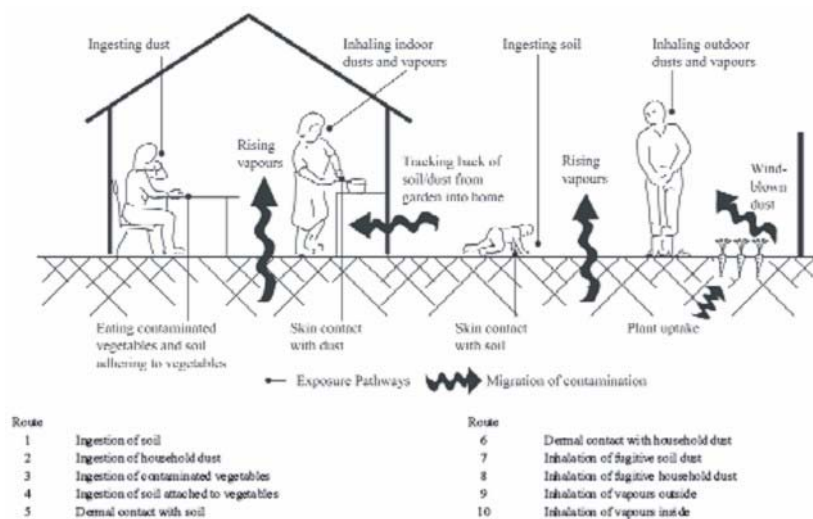 Ingesting dust
Inhaling indoor
dusts and vapours
Ingesting soil
Inhaling outdoor
dusts and vapours
Rising
vapours
Tracking back of
soil/dust from
garden into home
Rising
vapours
Wind-
blown
dust
Eating contaminated
vegetables and soil
adhering to vegetables
Skin contact
with dust
Skin contact
with soil
Plant uptake
Exposure Pathways
Migration of contamination
Route
1 Ingestion of soil
2 Ingestion of household dust
3 Ingestion of contaminated vegetables
4 Ingestion of soil attached to vegetables
5 Dermal contact with soil
Route
6 Dermal contact with household dust
7 Inhalation of fugitive soil dust
8 Inhalation of fugitive household dust
9 Inhalation of vapours outside
10 Inhalation of vapours inside